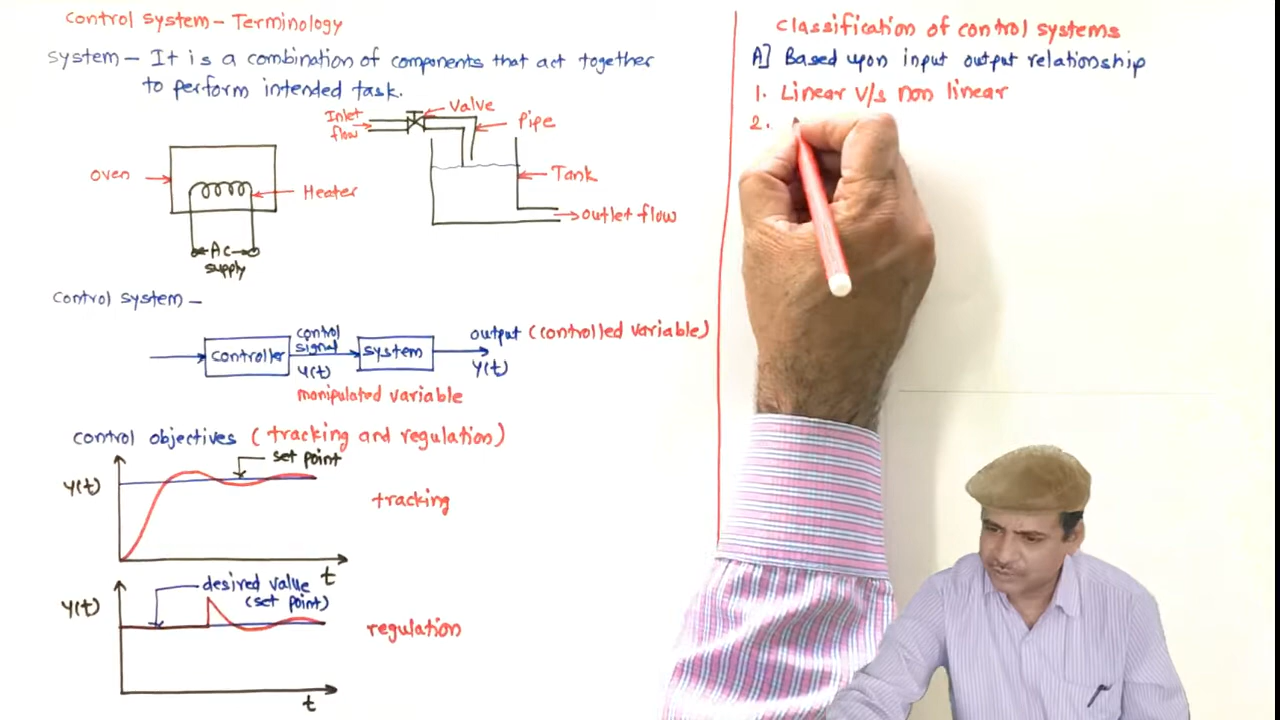 control system - Terminology
system - It is a combination of components that act together
to perform intended task.
Inlet
flow
valve
Pipe
oven
Heater
Tank
outlet flow
Ac
supply
control system -
controller
control
signal
u(t)
system
output (controlled variable)
y(t)
manipulated variable
control objectives (tracking and regulation)
set point
y(t)
tracking
t
desired value
(set point)
y(t)
regulation
t
classification of control systems
A] Based upon input output relationship
1. Linear v/s non linear
2.